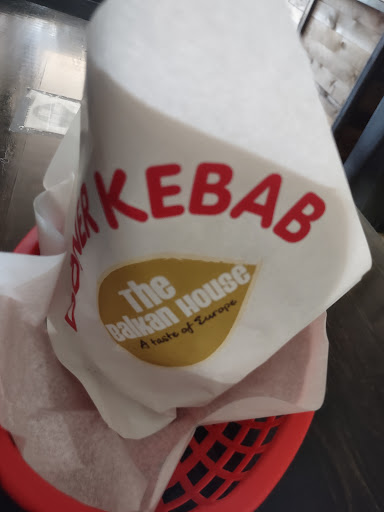 DONER KEBAB
The
Balkan House
A taste of Europe